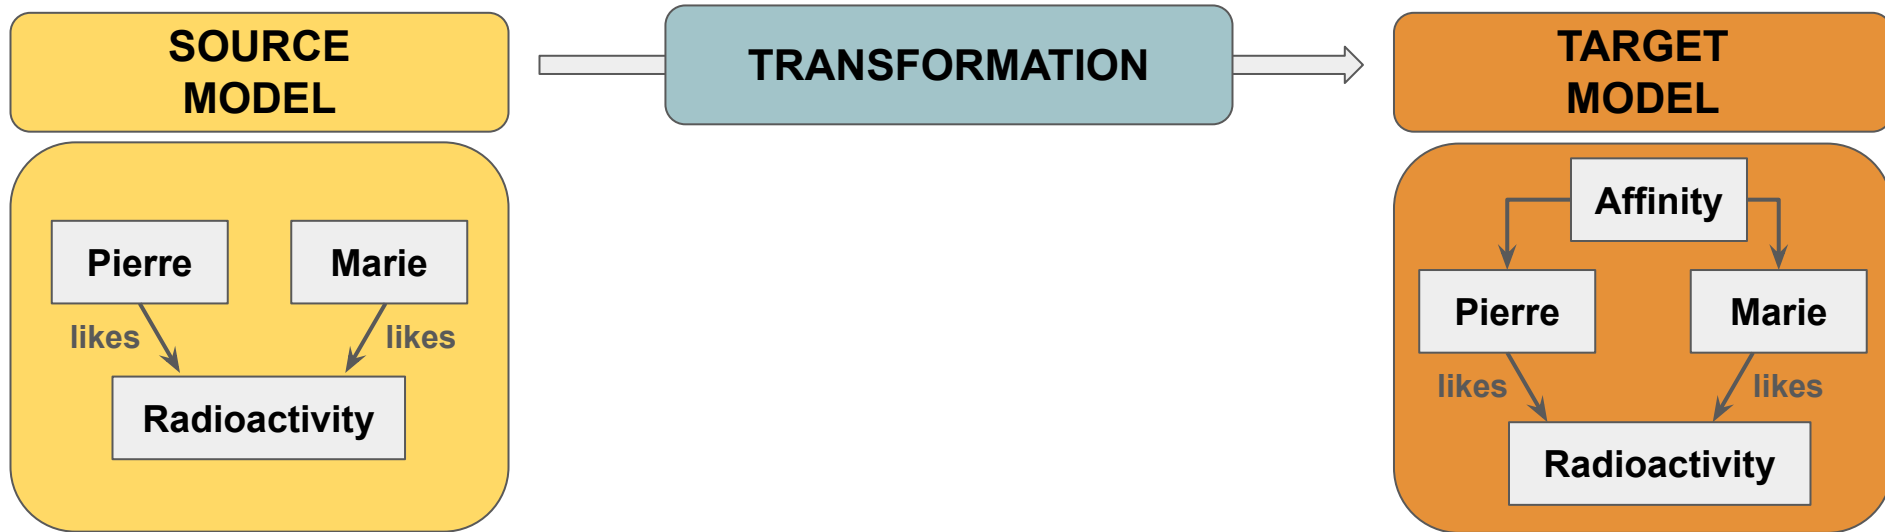 SOURCE
MODEL
TRANSFORMATION
TARGET
MODEL
Pierre
Marie
likes
likes
Radioactivity
Affinity
Pierre
Marie
likes
likes
Radioactivity